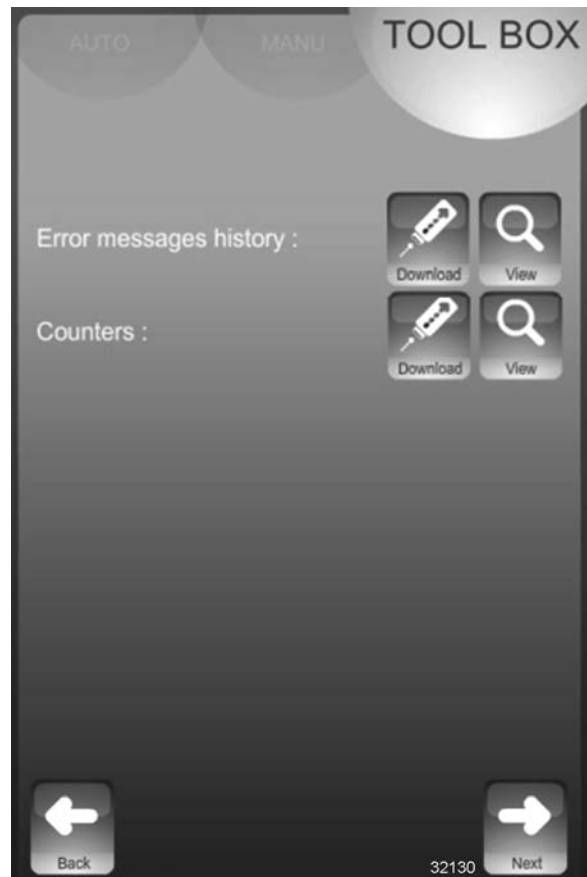 AUTO MANU TOOL BOX
Error messages history :
Download View
Counters :
Download View
Back 32130 Next